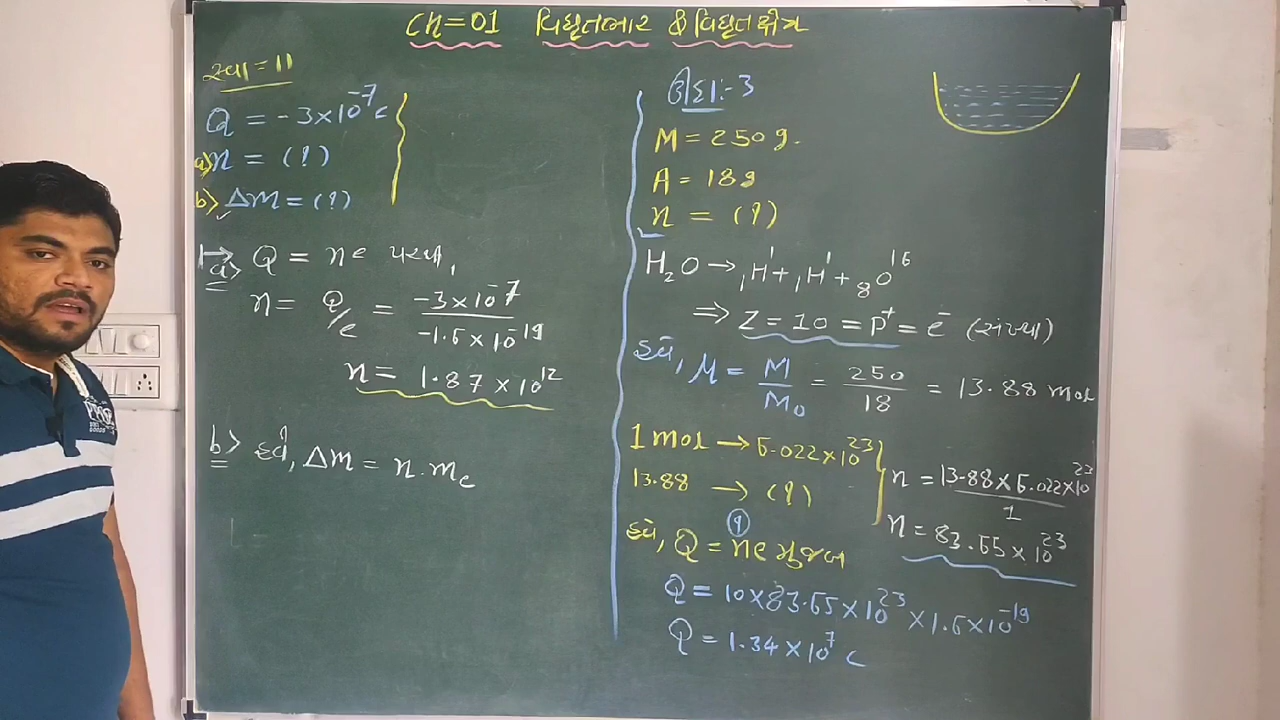 Ch=01 વિદ્યુતભાર & વિદ્યુતક્ષેત્ર
સ્વા = 11
Q = -3×10⁻⁷ C
a) n = (?)
b) Δm = (?)
↦ a) Q = ne પરથી,
n = Q/e = -3×10⁻⁷ / -1.6×10⁻¹⁹
n = 1.87×10¹²
b) હવે, Δm = n.mₑ
ઉદા:-3
M = 250 g.
A = 18 g
n = (?)
H₂O → ₁H¹ + ₁H¹ + ₈O¹⁶
⇒ Z = 10 = p⁺ = e⁻ (સંખ્યા)
હવે, μ = M/M₀ = 250/18 = 13.88 mol
1 mol → 6.022×10²³
13.88 → (?)
n = 13.88×6.022×10²³ / 1
n = 83.65×10²³
હવે, Q = ne મુજબ
Q = 10×83.65×10²³×1.6×10⁻¹⁹
Q = 1.34×10⁷ C